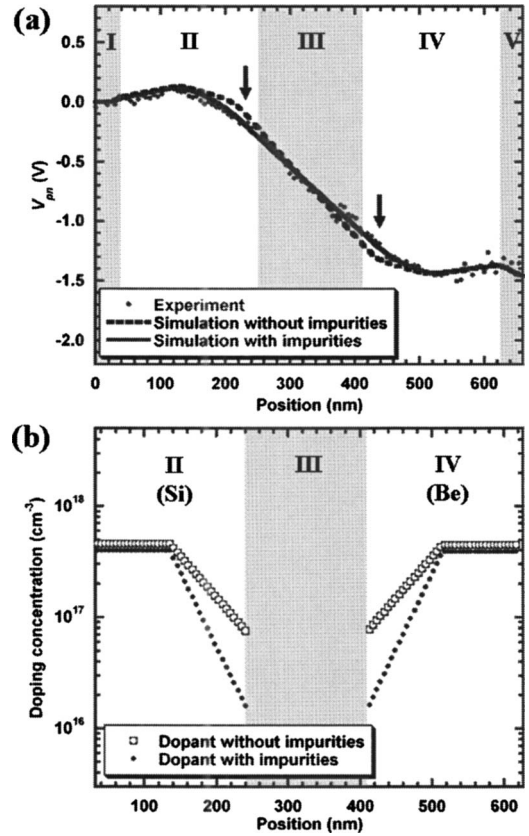 (a)
I II III IV V
0.5
0.0
-0.5
-1.0
-1.5
-2.0
V_pn (V)
Experiment
Simulation without impurities
Simulation with impurities
0 100 200 300 400 500 600
Position (nm)
(b)
II III IV
(Si) (Be)
10^18
10^17
10^16
Doping concentration (cm^-3)
Dopant without impurities
Dopant with impurities
100 200 300 400 500 600
Position (nm)